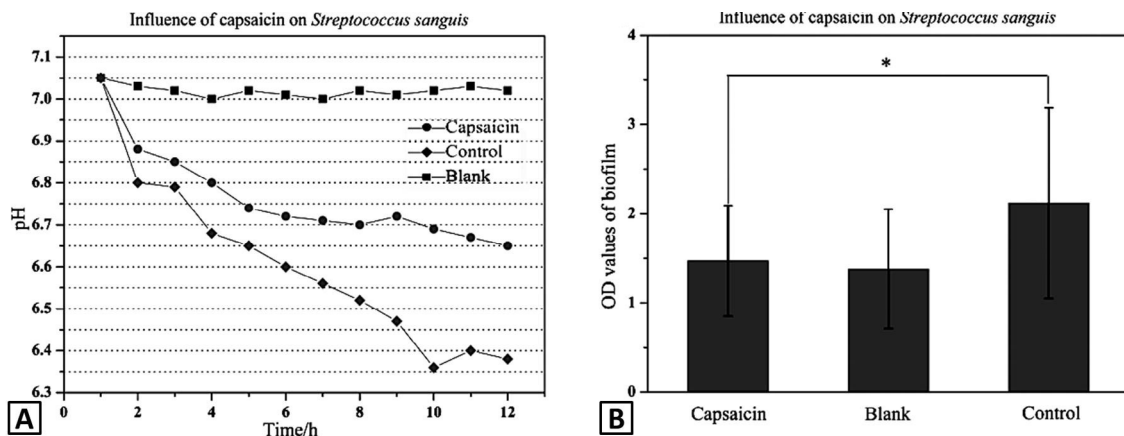 Influence of capsaicin on Streptococcus sanguis
7.1
7.0
6.9
6.8
6.7
6.6
6.5
6.4
6.3
pH
Capsaicin
Control
Blank
0 2 4 6 8 10 12
Time/h
A
Influence of capsaicin on Streptococcus sanguis
4
3
2
1
0
OD values of biofilm
*
Capsaicin Blank Control
B